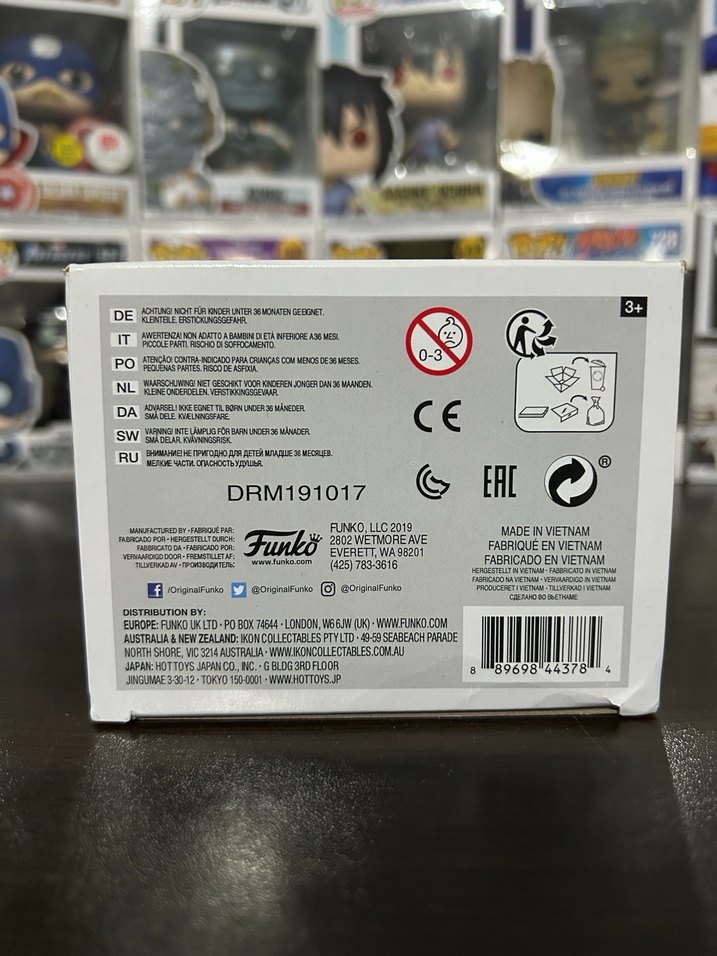 3+
DE ACHTUNG! NICHT FÜR KINDER UNTER 36 MONATEN GEEIGNET.
KLEINTEILE. ERSTICKUNGSGEFAHR.
IT AWERTENZA! NON ADATTO A BAMBINI DI ETÀ INFERIORE A 36 MESI.
PICCOLE PARTI. RISCHIO DI SOFFOCAMENTO.
PO ATENÇÃO! CONTRA-INDICADO PARA CRIANÇAS COM MENOS DE 36 MESES.
PEQUENAS PARTES. RISCO DE ASFIXIA.
NL WAARSCHUWING! NIET GESCHIKT VOOR KINDEREN JONGER DAN 36 MAANDEN.
KLEINE ONDERDELEN. VERSTIKKINGSGEVAAR.
DA ADVARSEL! IKKE EGNET TIL BØRN UNDER 36 MÅNEDER.
SMÅ DELE. KVÆLNINGSFARE.
SW VARNING! INTE LÄMPLIG FÖR BARN UNDER 36 MÅNADER.
SMÅ DELAR. KVÄVNINGSRISK.
RU ВНИМАНИЕ! НЕ ПРИГОДНО ДЛЯ ДЕТЕЙ МЛАДШЕ 36 МЕСЯЦЕВ.
МЕЛКИЕ ЧАСТИ. ОПАСНОСТЬ УДУШЬЯ.
0-3
CE
EAC
®
DRM191017
MANUFACTURED BY • FABRIQUÉ PAR:
FABRICADO POR • HERGESTELLT DURCH:
FABBRICATO DA • FABRICADO POR:
VERVAARDIGD DOOR • FREMSTILLET AF:
TILLVERKAD AV • ПРОИЗВОДИТЕЛЬ:
Funko
www.funko.com
FUNKO, LLC 2019
2802 WETMORE AVE
EVERETT, WA 98201
(425) 783-3616
MADE IN VIETNAM
FABRIQUÉ EN VIETNAM
FABRICADO EN VIETNAM
HERGESTELLT IN VIETNAM • FABBRICATO IN VIETNAM
FABRICADO NA VIETNAM • VERVAARDIGD IN VIETNAM
PRODUCERET I VIETNAM • TILLVERKAD I VIETNAM
СДЕЛАНО ВО ВЬЕТНАМЕ
/OriginalFunko @OriginalFunko @OriginalFunko
DISTRIBUTION BY:
EUROPE: FUNKO UK LTD • PO BOX 74644 • LONDON, W6 6JW (UK) • WWW.FUNKO.COM
AUSTRALIA & NEW ZEALAND: IKON COLLECTABLES PTY LTD • 49-59 SEABEACH PARADE
NORTH SHORE, VIC 3214 AUSTRALIA • WWW.IKONCOLLECTABLES.COM.AU
JAPAN: HOT TOYS JAPAN CO., INC. • G BLDG 3RD FLOOR
JINGUMAE 3-30-12 • TOKYO 150-0001 • WWW.HOTTOYS.JP
8 89698 44378 4